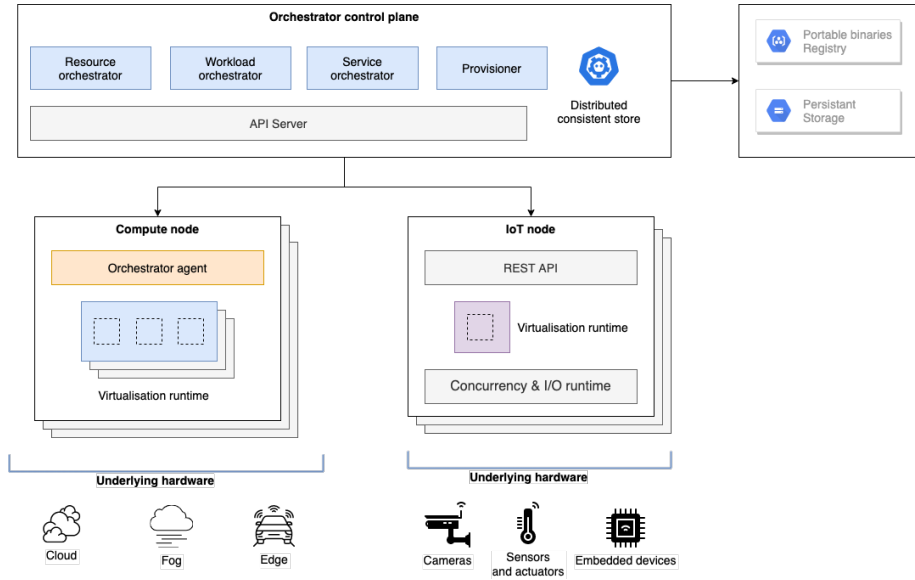 Orchestrator control plane
Resource
orchestrator
Workload
orchestrator
Service
orchestrator
Provisioner
Distributed
consistent store
API Server
Portable binaries
Registry
Persistant
Storage
Compute node
Orchestrator agent
Virtualisation runtime
IoT node
REST API
Virtualisation runtime
Concurrency & I/O runtime
Underlying hardware
Cloud
Fog
Edge
Underlying hardware
Cameras
Sensors
and actuators
Embedded devices